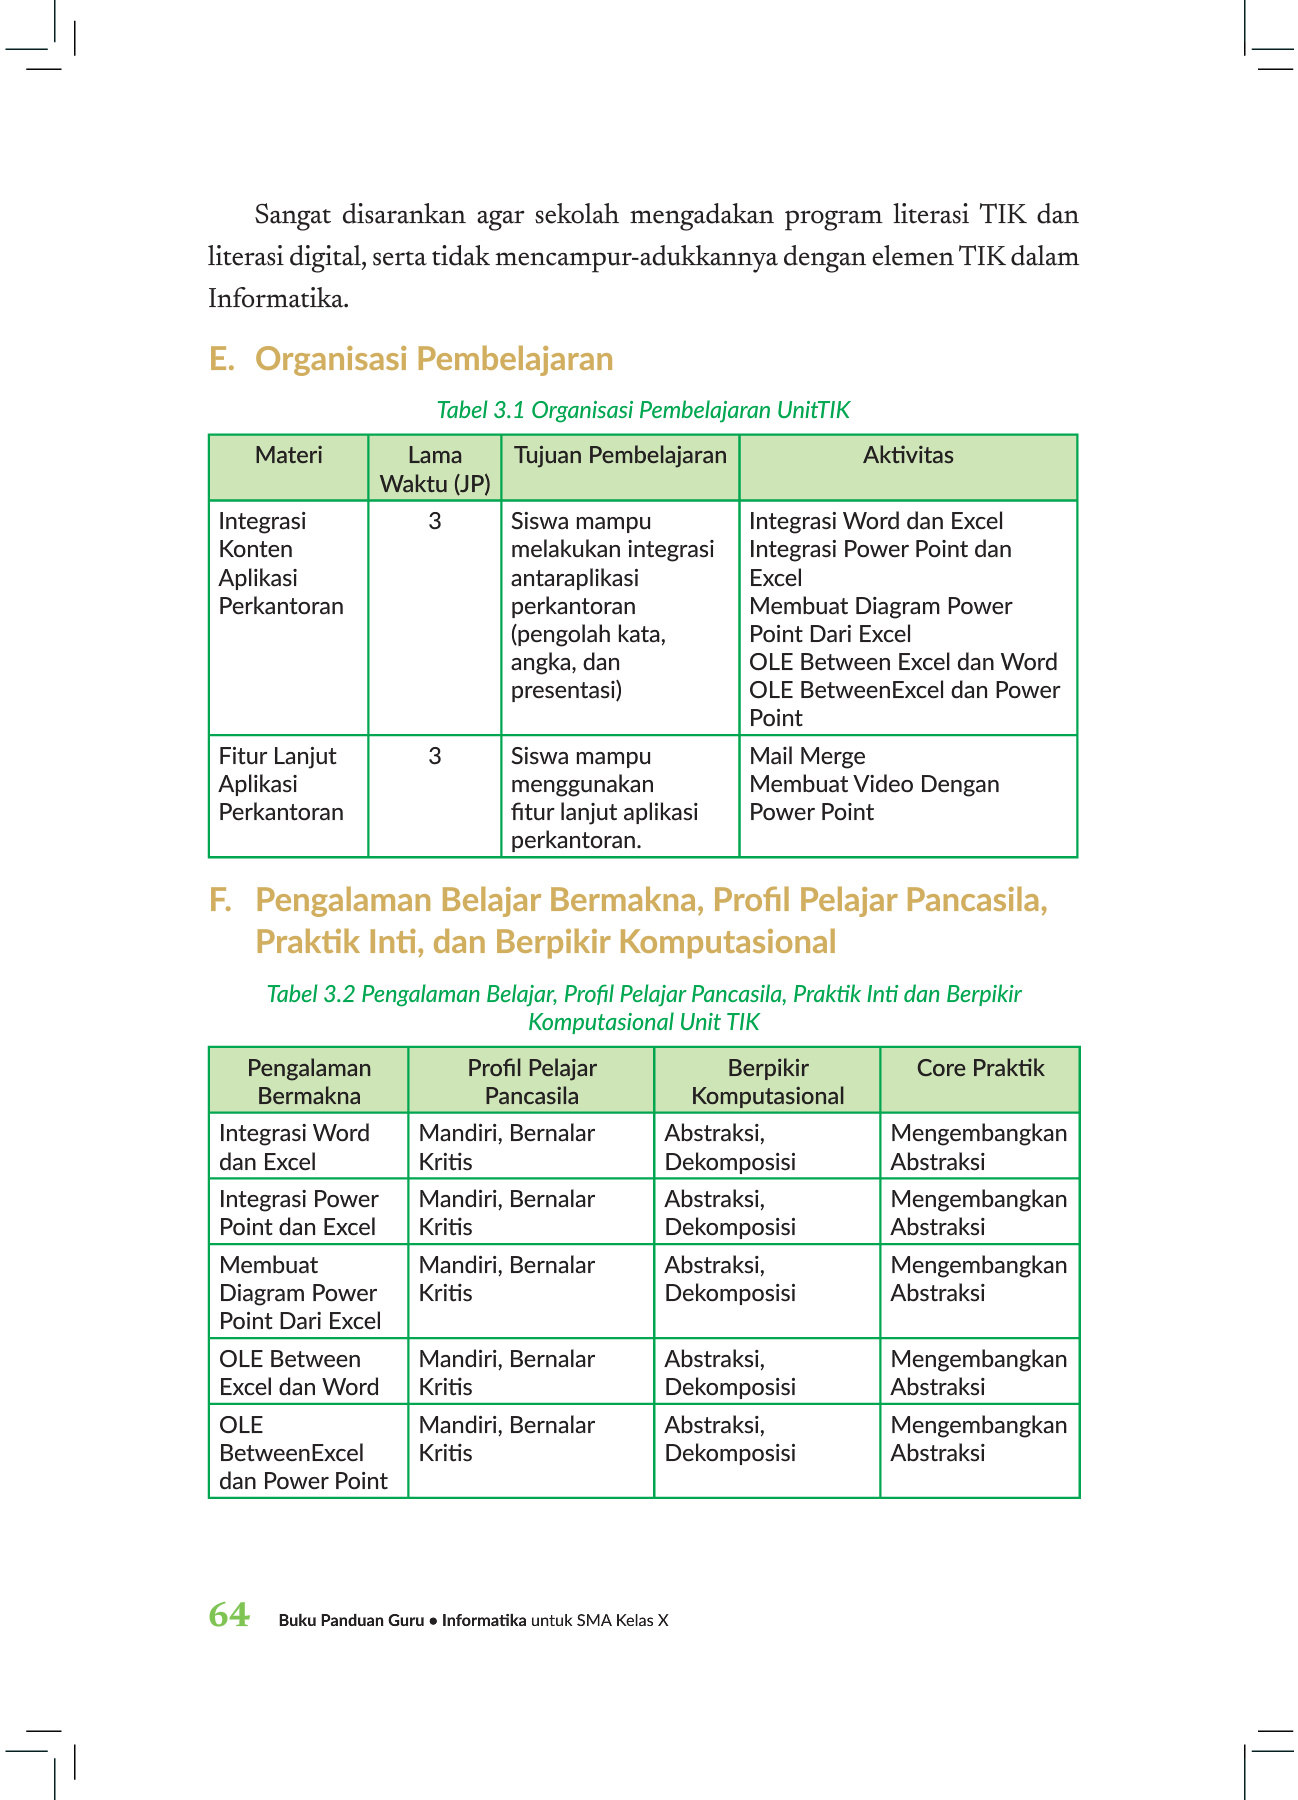 Sangat disarankan agar sekolah mengadakan program literasi TIK dan
literasi digital, serta tidak mencampur-adukkannya dengan elemen TIK dalam
Informatika.
E. Organisasi Pembelajaran
Tabel 3.1 Organisasi Pembelajaran UnitTIK
Materi
Lama
Waktu (JP)
Tujuan Pembelajaran
Aktivitas
Integrasi
Konten
Aplikasi
Perkantoran
3
Siswa mampu
melakukan integrasi
antaraplikasi
perkantoran
(pengolah kata,
angka, dan
presentasi)
Integrasi Word dan Excel
Integrasi Power Point dan
Excel
Membuat Diagram Power
Point Dari Excel
OLE Between Excel dan Word
OLE BetweenExcel dan Power
Point
Fitur Lanjut
Aplikasi
Perkantoran
3
Siswa mampu
menggunakan
fitur lanjut aplikasi
perkantoran.
Mail Merge
Membuat Video Dengan
Power Point
F. Pengalaman Belajar Bermakna, Profil Pelajar Pancasila,
Praktik Inti, dan Berpikir Komputasional
Tabel 3.2 Pengalaman Belajar, Profil Pelajar Pancasila, Praktik Inti dan Berpikir
Komputasional Unit TIK
Pengalaman
Bermakna
Profil Pelajar
Pancasila
Berpikir
Komputasional
Core Praktik
Integrasi Word
dan Excel
Mandiri, Bernalar
Kritis
Abstraksi,
Dekomposisi
Mengembangkan
Abstraksi
Integrasi Power
Point dan Excel
Mandiri, Bernalar
Kritis
Abstraksi,
Dekomposisi
Mengembangkan
Abstraksi
Membuat
Diagram Power
Point Dari Excel
Mandiri, Bernalar
Kritis
Abstraksi,
Dekomposisi
Mengembangkan
Abstraksi
OLE Between
Excel dan Word
Mandiri, Bernalar
Kritis
Abstraksi,
Dekomposisi
Mengembangkan
Abstraksi
OLE
BetweenExcel
dan Power Point
Mandiri, Bernalar
Kritis
Abstraksi,
Dekomposisi
Mengembangkan
Abstraksi
64 Buku Panduan Guru • Informatika untuk SMA Kelas X